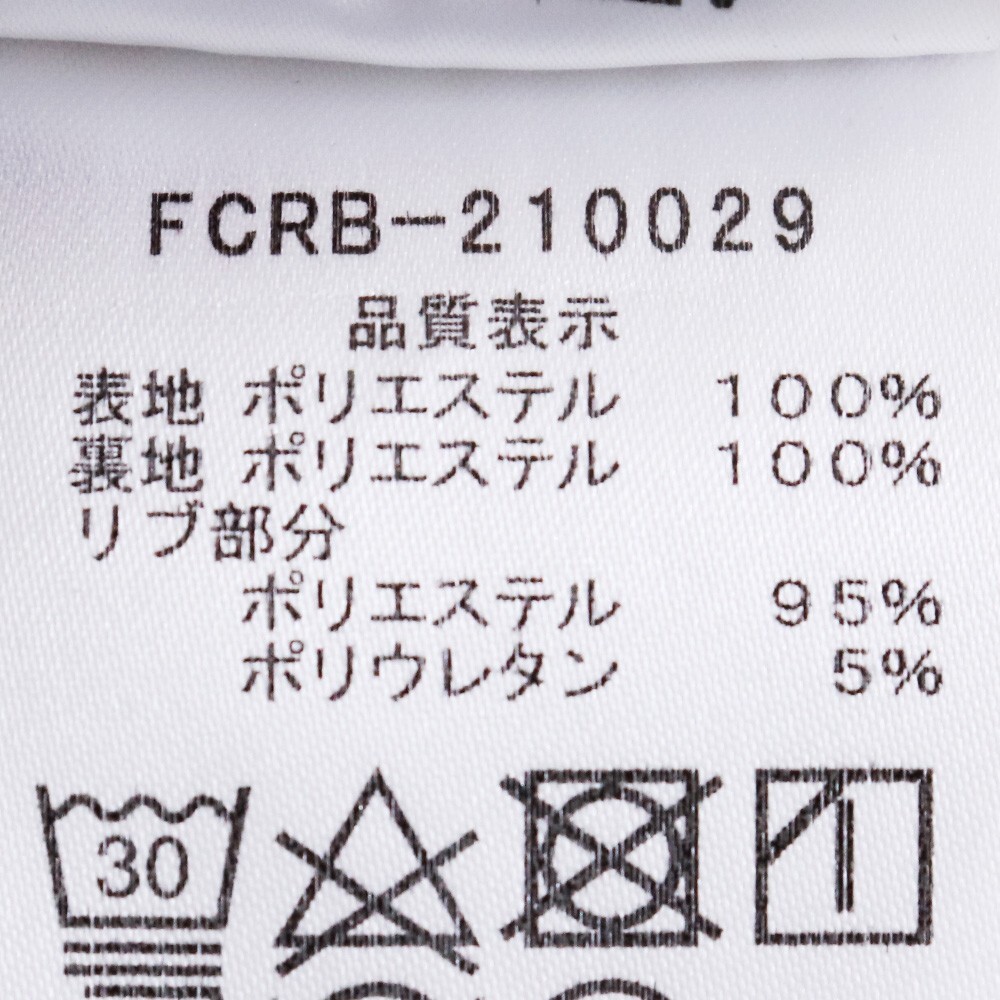 FCRB-210029
品質表示
表地 ポリエステル 100%
裏地 ポリエステル 100%
リブ部分
ポリエステル 95%
ポリウレタン 5%
30